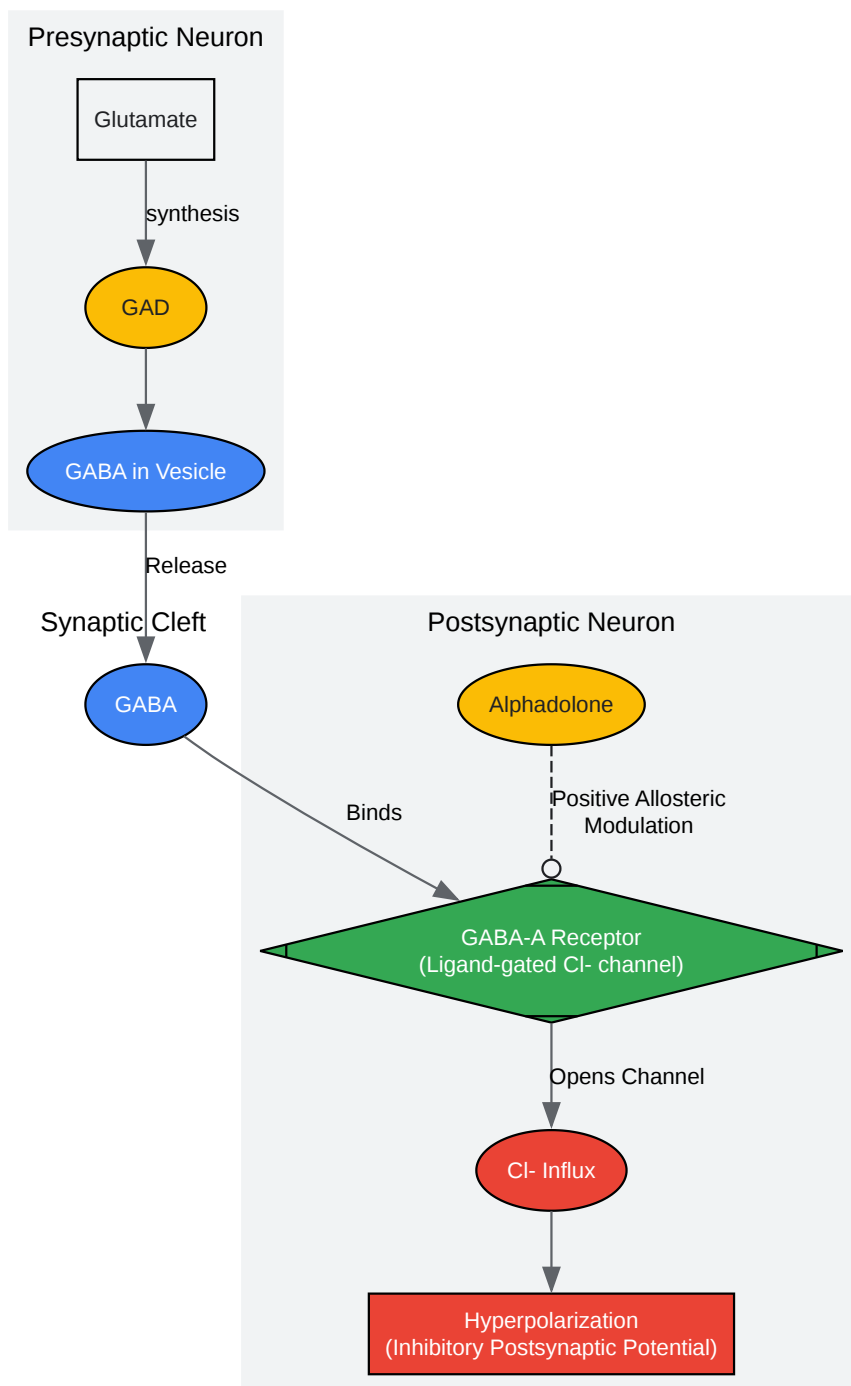 Presynaptic Neuron
Glutamate
synthesis
GAD
GABA in Vesicle
Release
Synaptic Cleft
GABA
Postsynaptic Neuron
Alphadolone
Positive Allosteric
Modulation
Binds
GABA-A Receptor
(Ligand-gated Cl- channel)
Opens Channel
Cl- Influx
Hyperpolarization
(Inhibitory Postsynaptic Potential)